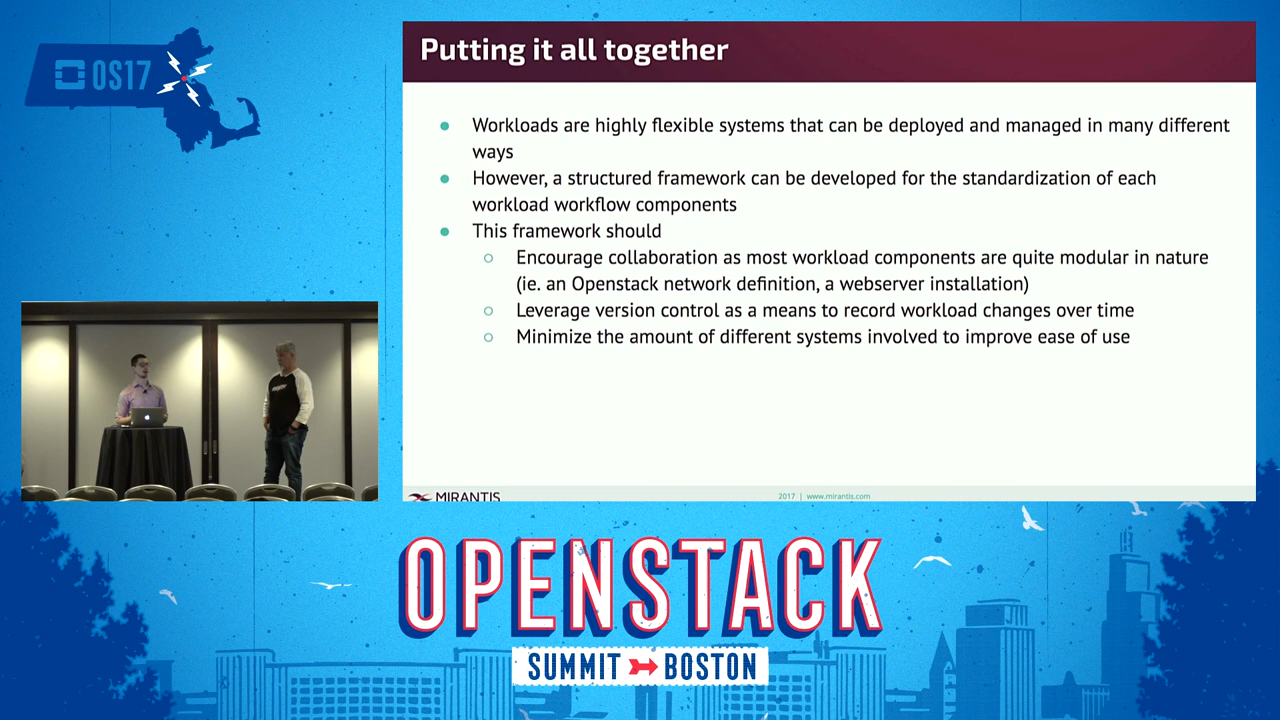 OS17
Putting it all together
Workloads are highly flexible systems that can be deployed and managed in many different
ways
However, a structured framework can be developed for the standardization of each
workload workflow components
This framework should
Encourage collaboration as most workload components are quite modular in nature
(ie. an Openstack network definition, a webserver installation)
Leverage version control as a means to record workload changes over time
Minimize the amount of different systems involved to improve ease of use
MIRANTIS
2017 | www.mirantis.com
OPENSTACK
SUMMIT BOSTON